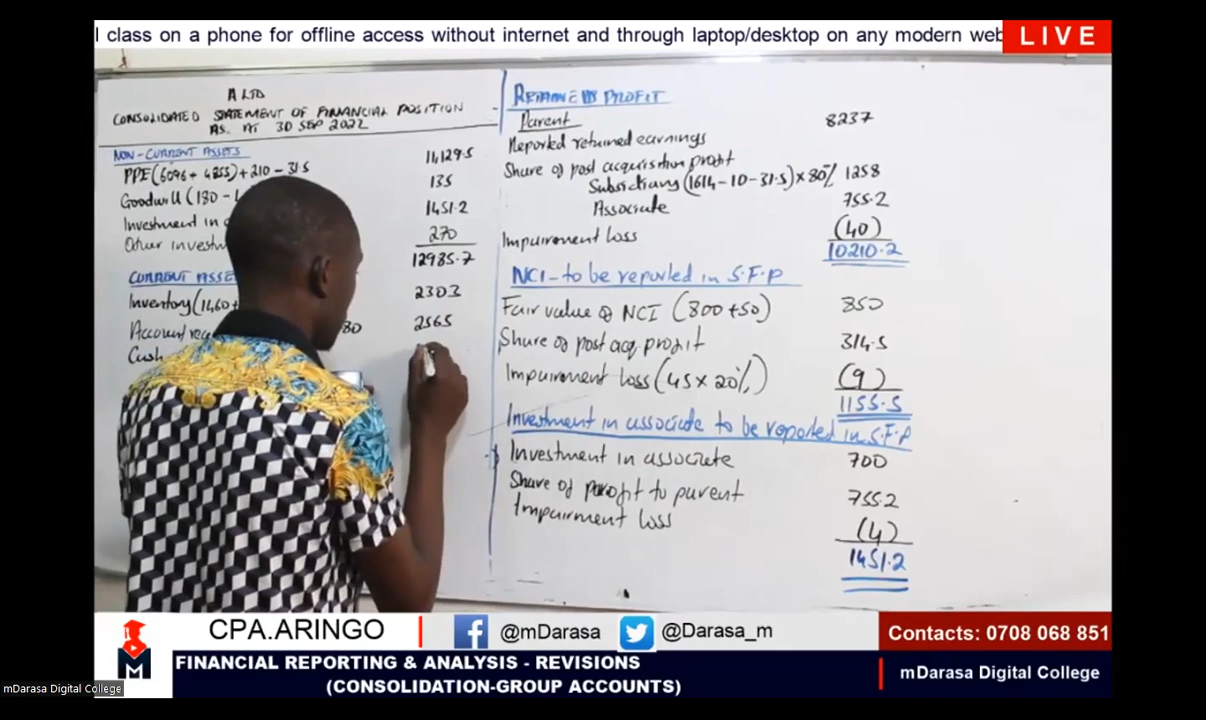 l class on a phone for offline access without internet and through laptop/desktop on any modern web
LIVE
A LTD
CONSOLIDATED STATEMENT OF FINANCIAL POSITION
AS AT 30 SEP 2022
NON-CURRENT ASSETS
PPE (6096 + 4255) + 210 - 31.5 11,129.5
Goodwill (180 - 135
Investment in 1451.2
Other investm 270
12985.7
CURRENT ASSE
Inventory (1460+ 2303
Account rece 80 2565
Cash
RETAINED PROFIT
Parent
Reported retuned earnings 8237
Share of post acquisition profit
Subsidiary (1614-10-31.5) x 80% 1258
Associate 755.2
Impairment loss (40)
10210.2
NCI - to be reported in S.F.P
Fair value of NCI (800+50) 850
Share of post acq profit 314.5
Impairment loss (45 x 20%) (9)
1155.5
Investment in associate to be reported in S.F.P
Investment in associate 700
Share of profit to parent 755.2
Impairment loss (4)
1451.2
CPA.ARINGO
@mDarasa
@Darasa_m
Contacts: 0708 068 851
FINANCIAL REPORTING & ANALYSIS - REVISIONS
(CONSOLIDATION-GROUP ACCOUNTS)
mDarasa Digital College
mDarasa Digital College